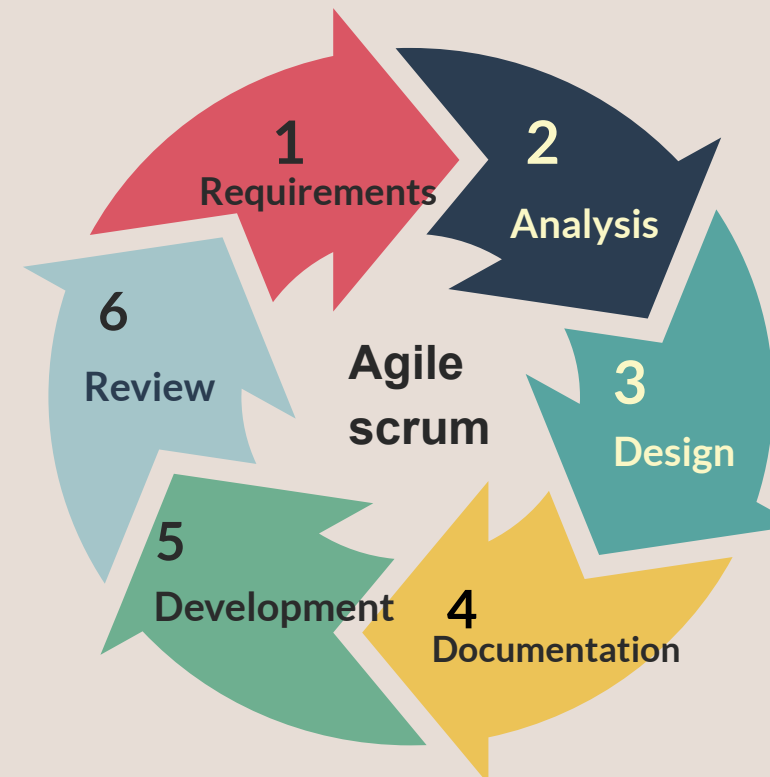 1
Requirements
2
Analysis
3
Design
4
Documentation
5
Development
6
Review
Agile
scrum